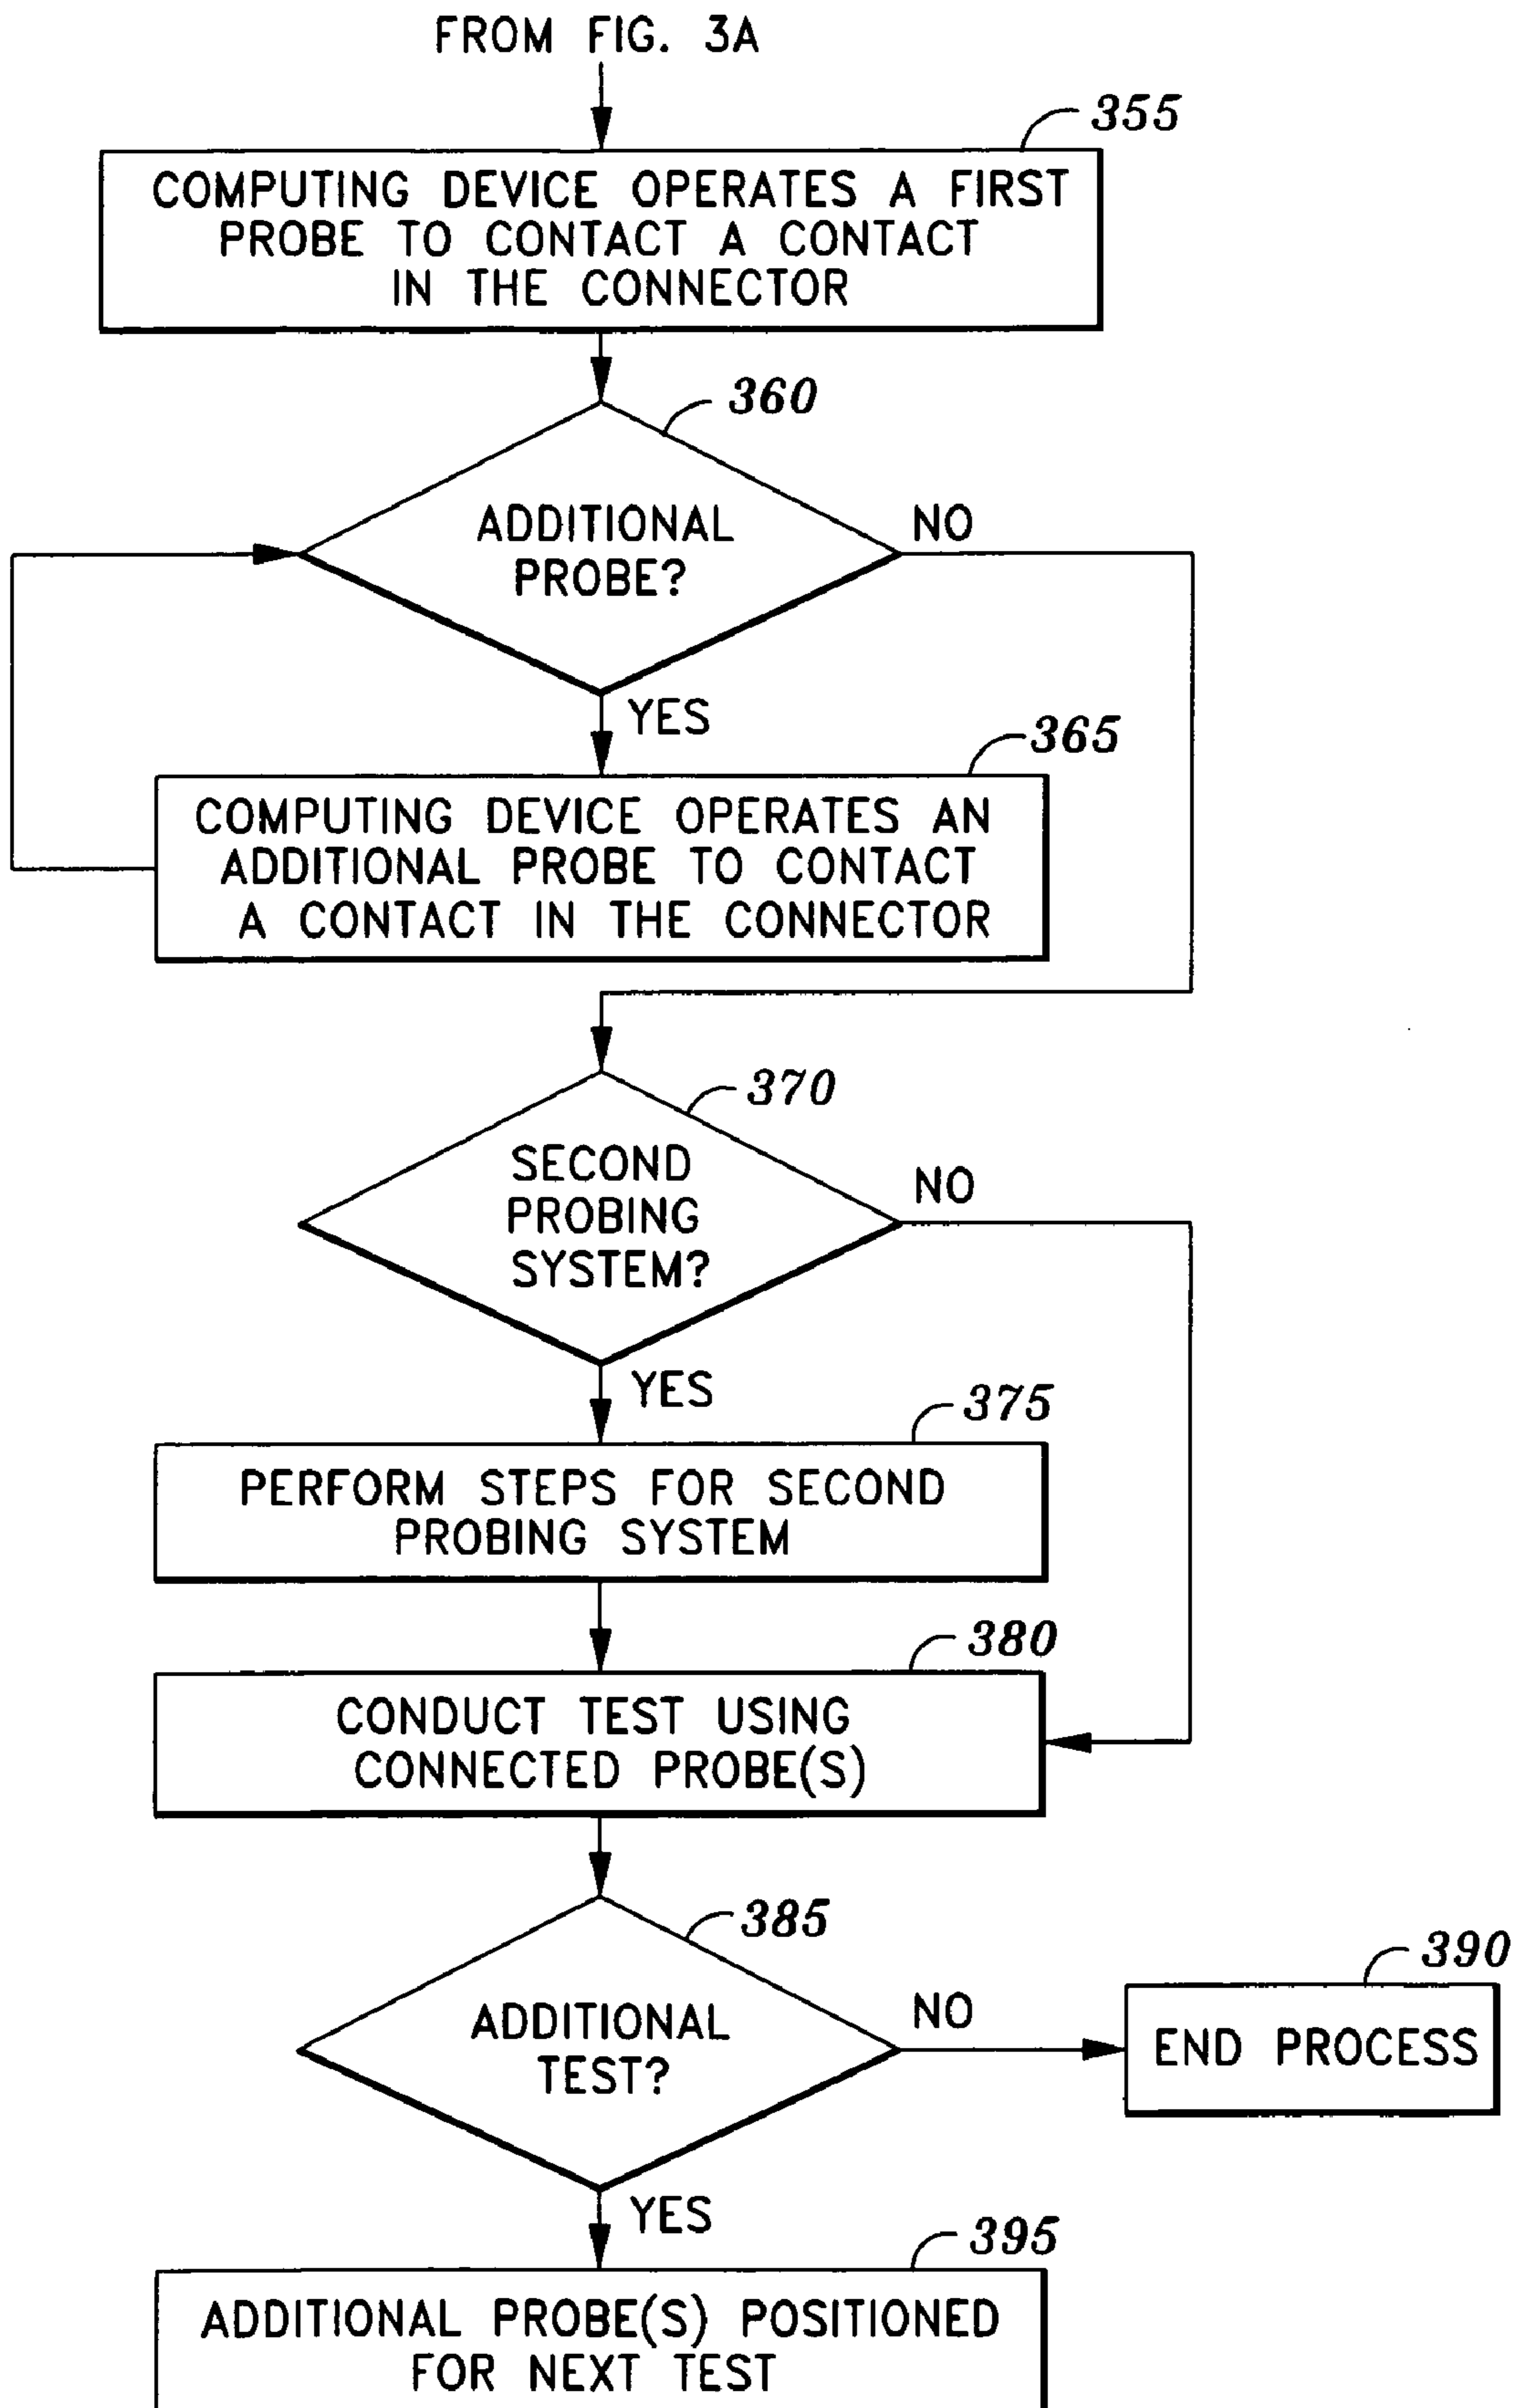 FROM FIG. 3A
355
COMPUTING DEVICE OPERATES A FIRST
PROBE TO CONTACT A CONTACT
IN THE CONNECTOR
360
ADDITIONAL
PROBE?
NO
YES
365
COMPUTING DEVICE OPERATES AN
ADDITIONAL PROBE TO CONTACT
A CONTACT IN THE CONNECTOR
370
SECOND
PROBING
SYSTEM?
NO
YES
375
PERFORM STEPS FOR SECOND
PROBING SYSTEM
380
CONDUCT TEST USING
CONNECTED PROBE(S)
385
ADDITIONAL
TEST?
NO
390
END PROCESS
YES
395
ADDITIONAL PROBE(S) POSITIONED
FOR NEXT TEST